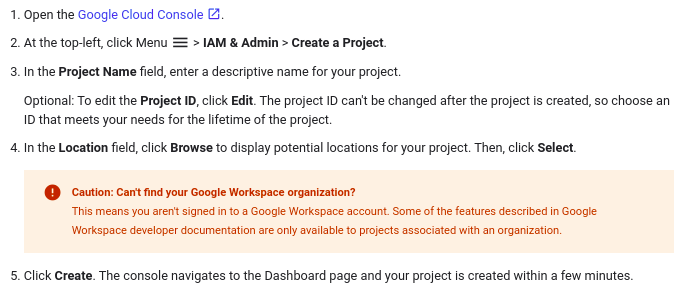 1. Open the Google Cloud Console.
2. At the top-left, click Menu > IAM & Admin > Create a Project.
3. In the Project Name field, enter a descriptive name for your project.
Optional: To edit the Project ID, click Edit. The project ID can't be changed after the project is created, so choose an
ID that meets your needs for the lifetime of the project.
4. In the Location field, click Browse to display potential locations for your project. Then, click Select.
Caution: Can't find your Google Workspace organization?
This means you aren't signed in to a Google Workspace account. Some of the features described in Google
Workspace developer documentation are only available to projects associated with an organization.
5. Click Create. The console navigates to the Dashboard page and your project is created within a few minutes.